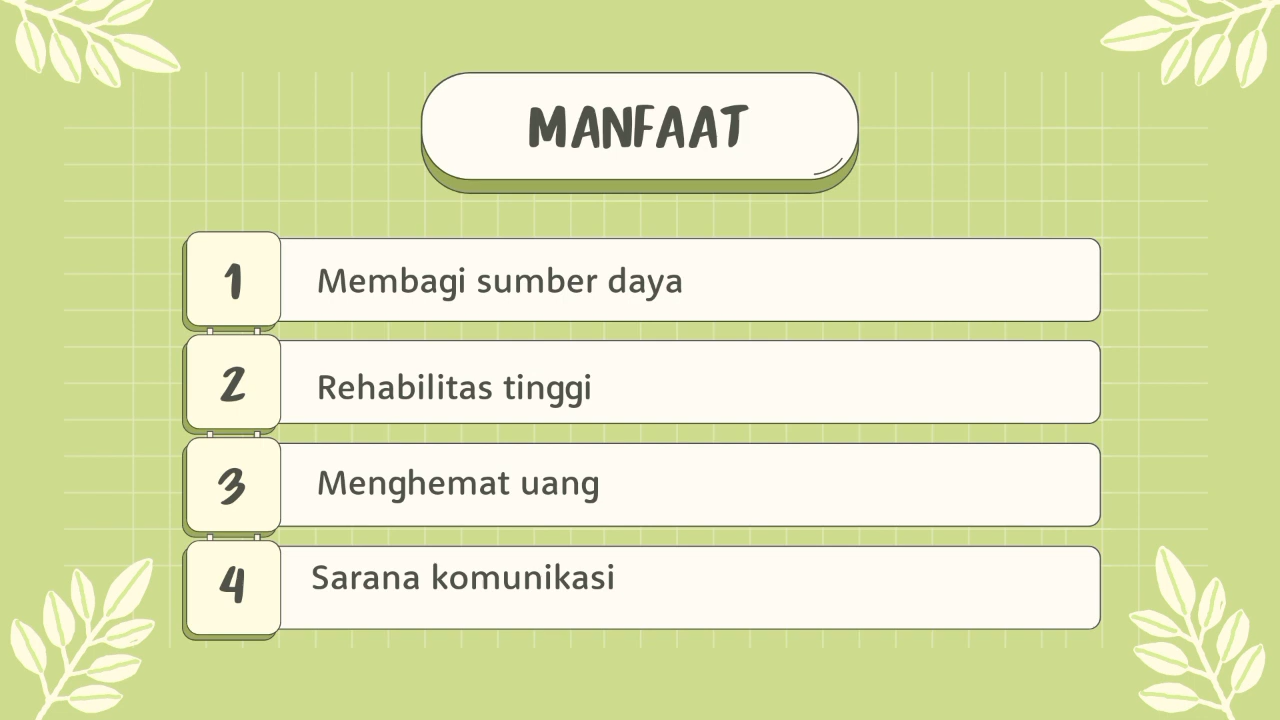 MANFAAT
1 Membagi sumber daya
2 Rehabilitas tinggi
3 Menghemat uang
4 Sarana komunikasi